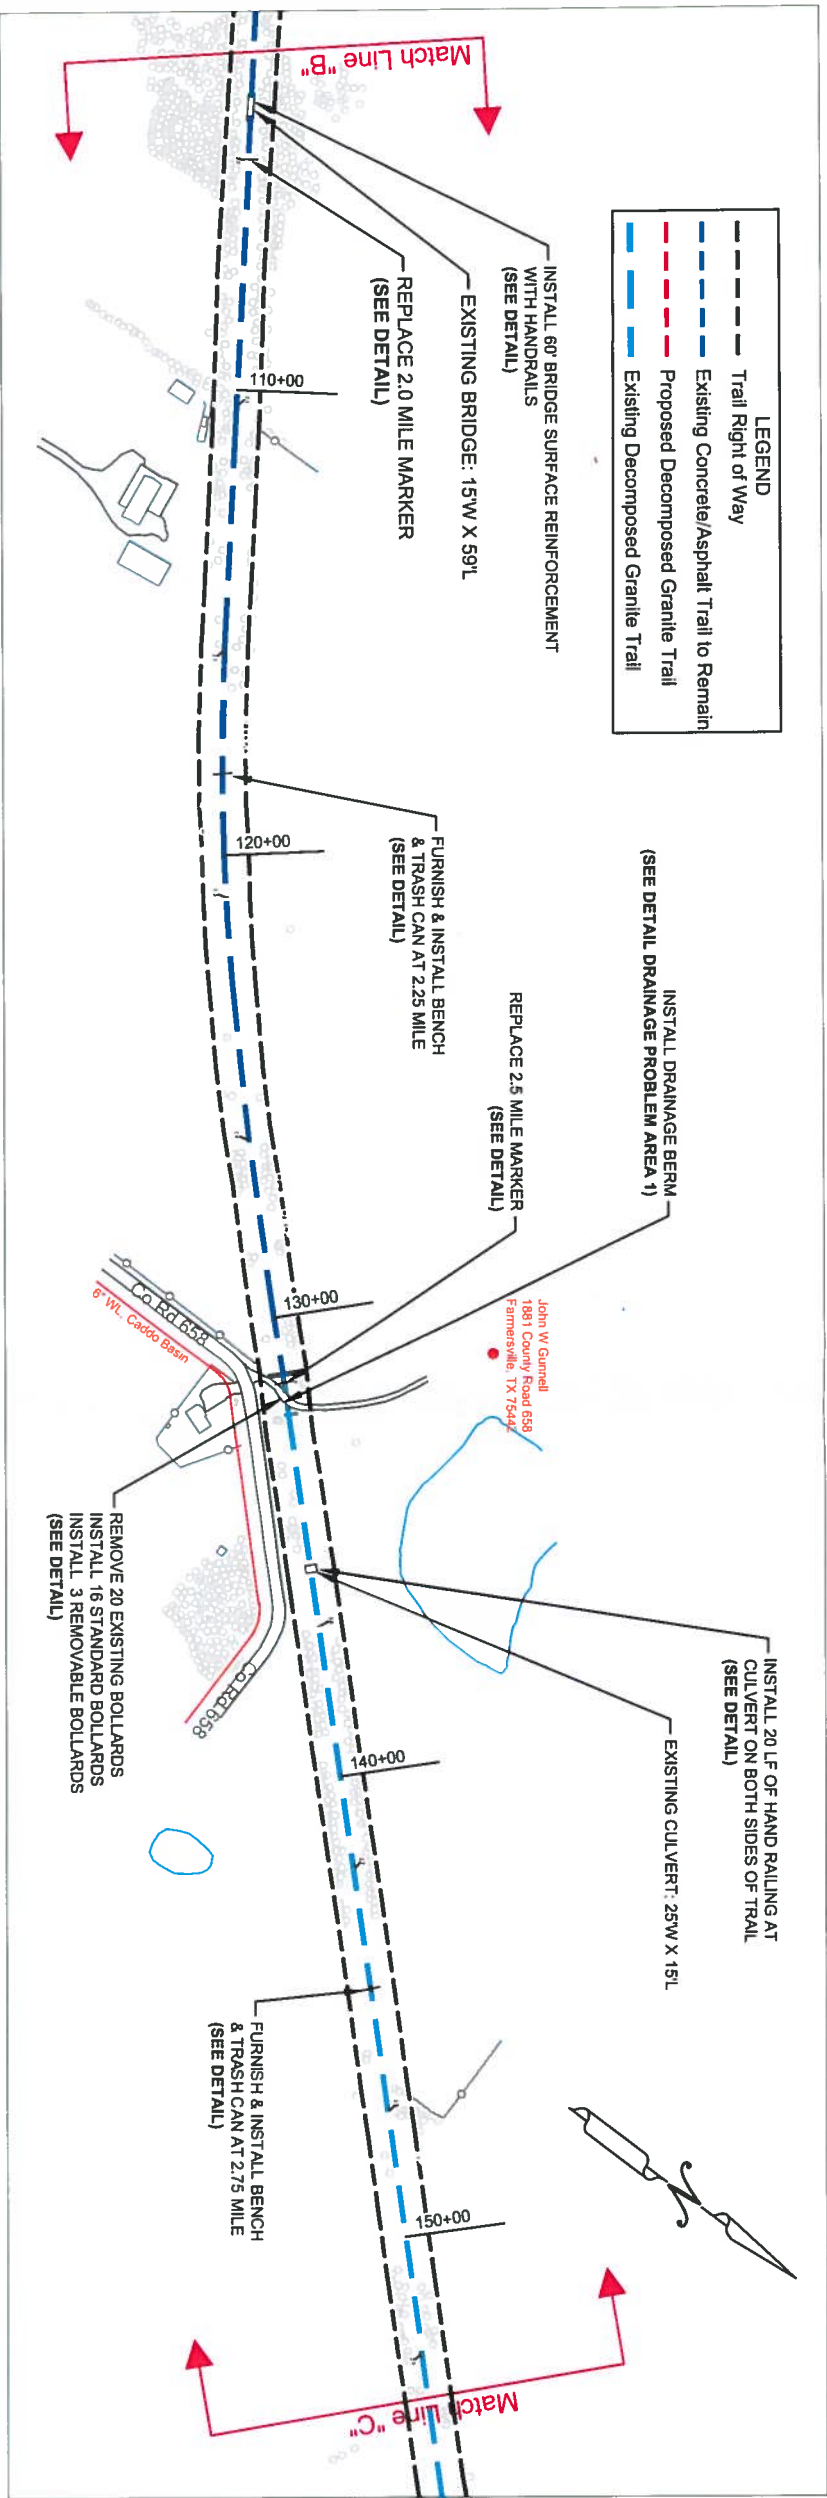 LEGEND
Trail Right of Way
Existing Concrete/Asphalt Trail to Remain
Proposed Decomposed Granite Trail
Existing Decomposed Granite Trail
Match Line "B"
INSTALL 60' BRIDGE SURFACE REINFORCEMENT
WITH HANDRAILS
(SEE DETAIL)
EXISTING BRIDGE: 15'W X 59'L
REPLACE 2.0 MILE MARKER
(SEE DETAIL)
110+00
FURNISH & INSTALL BENCH
& TRASH CAN AT 2.25 MILE
(SEE DETAIL)
120+00
INSTALL DRAINAGE BERM
(SEE DETAIL DRAINAGE PROBLEM AREA 1)
REPLACE 2.5 MILE MARKER
(SEE DETAIL)
130+00
John W Gunnell
1881 County Road 658
Farmersville, TX 75442
Co Rd 658
6" WL, Caddo Basin
Co Rd 658
REMOVE 20 EXISTING BOLLARDS
INSTALL 16 STANDARD BOLLARDS
INSTALL 3 REMOVABLE BOLLARDS
(SEE DETAIL)
INSTALL 20 LF OF HAND RAILING AT
CULVERT ON BOTH SIDES OF TRAIL
(SEE DETAIL)
EXISTING CULVERT: 25'W X 15'L
140+00
FURNISH & INSTALL BENCH
& TRASH CAN AT 2.75 MILE
(SEE DETAIL)
150+00
N
Match Line "C"